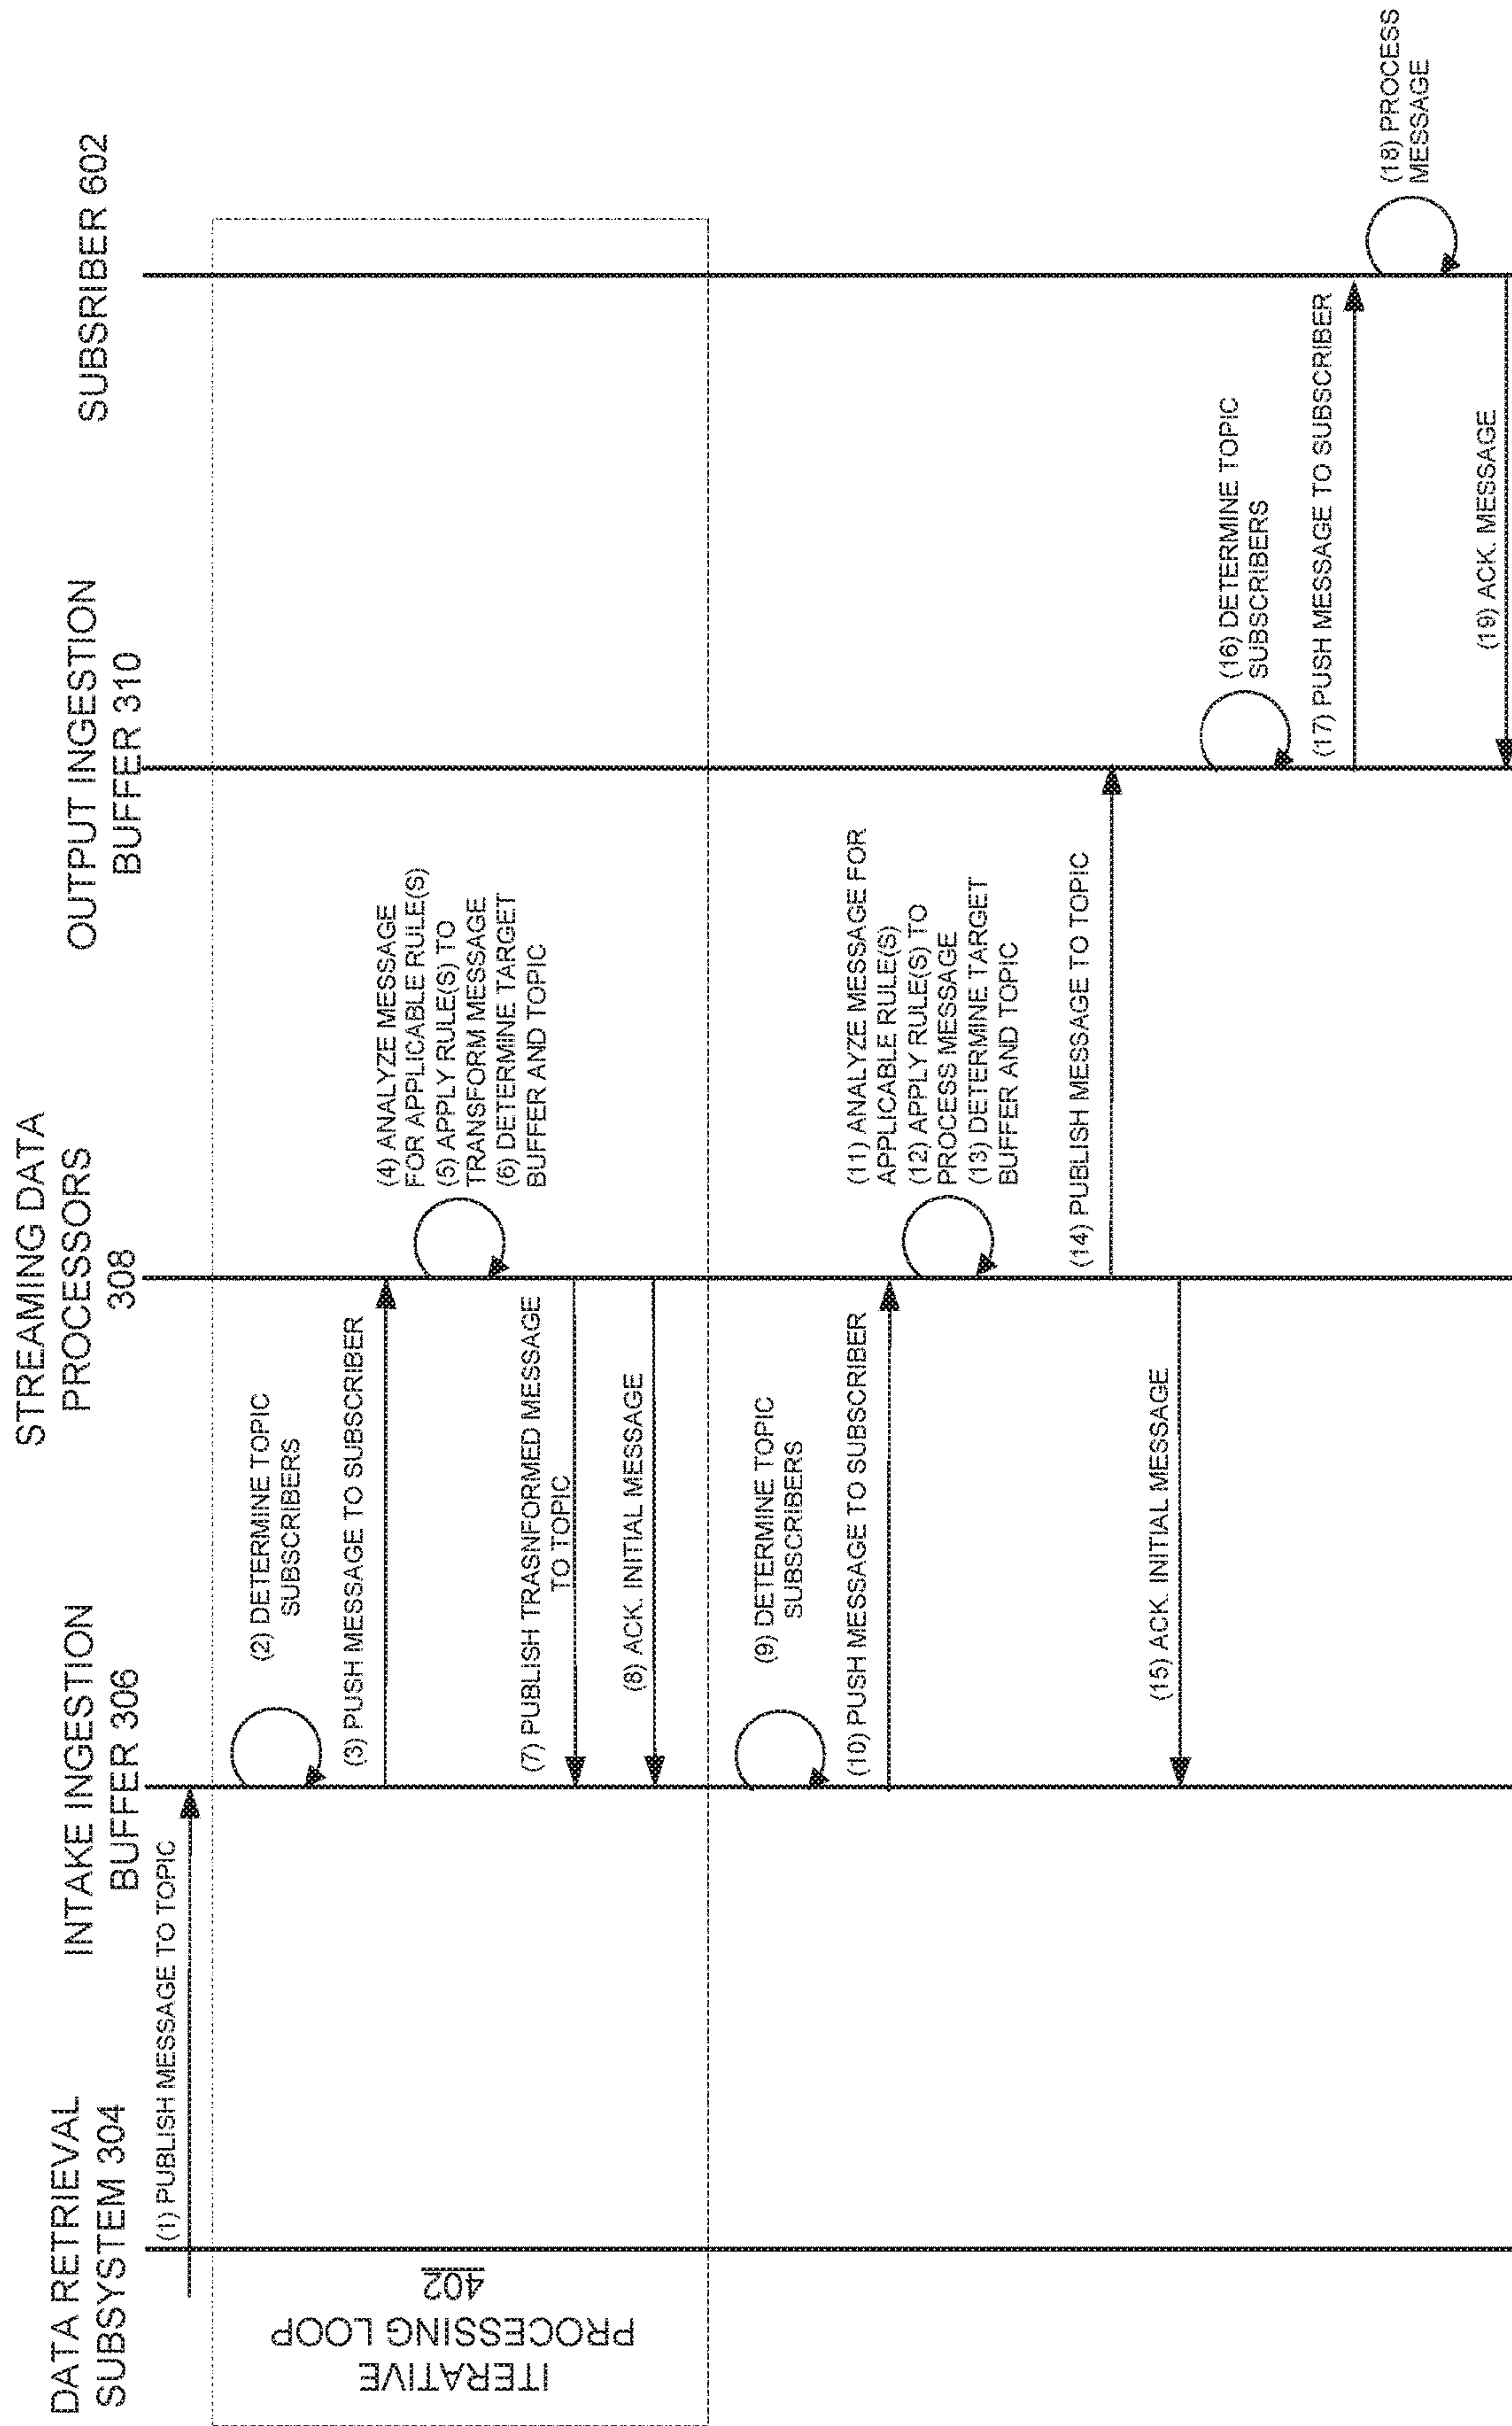 DATA RETRIEVAL
SUBSYSTEM 304
INTAKE INGESTION
BUFFER 306
STREAMING DATA
PROCESSORS
308
OUTPUT INGESTION
BUFFER 310
SUBSRIBER 602
(1) PUBLISH MESSAGE TO TOPIC
ITERATIVE
PROCESSING LOOP
402
(2) DETERMINE TOPIC
SUBSCRIBERS
(3) PUSH MESSAGE TO SUBSCRIBER
(4) ANALYZE MESSAGE
FOR APPLICABLE RULE(S)
(5) APPLY RULE(S) TO
TRANSFORM MESSAGE
(6) DETERMINE TARGET
BUFFER AND TOPIC
(7) PUBLISH TRASNFORMED MESSAGE
TO TOPIC
(8) ACK. INITIAL MESSAGE
(9) DETERMINE TOPIC
SUBSCRIBERS
(10) PUSH MESSAGE TO SUBSCRIBER
(11) ANALYZE MESSAGE FOR
APPLICABLE RULE(S)
(12) APPLY RULE(S) TO
PROCESS MESSAGE
(13) DETERMINE TARGET
BUFFER AND TOPIC
(14) PUBLISH MESSAGE TO TOPIC
(15) ACK. INITIAL MESSAGE
(16) DETERMINE TOPIC
SUBSCRIBERS
(17) PUSH MESSAGE TO SUBSCRIBER
(18) PROCESS
MESSAGE
(19) ACK. MESSAGE